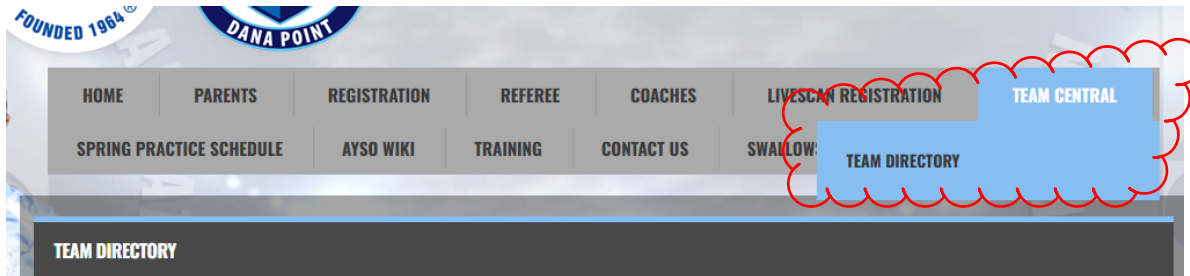 FOUNDED 1964 ®
DANA POINT
HOME PARENTS REGISTRATION REFEREE COACHES LIVESCAN REGISTRATION TEAM CENTRAL
SPRING PRACTICE SCHEDULE AYSO WIKI TRAINING CONTACT US SWALLOWS
TEAM DIRECTORY
TEAM DIRECTORY